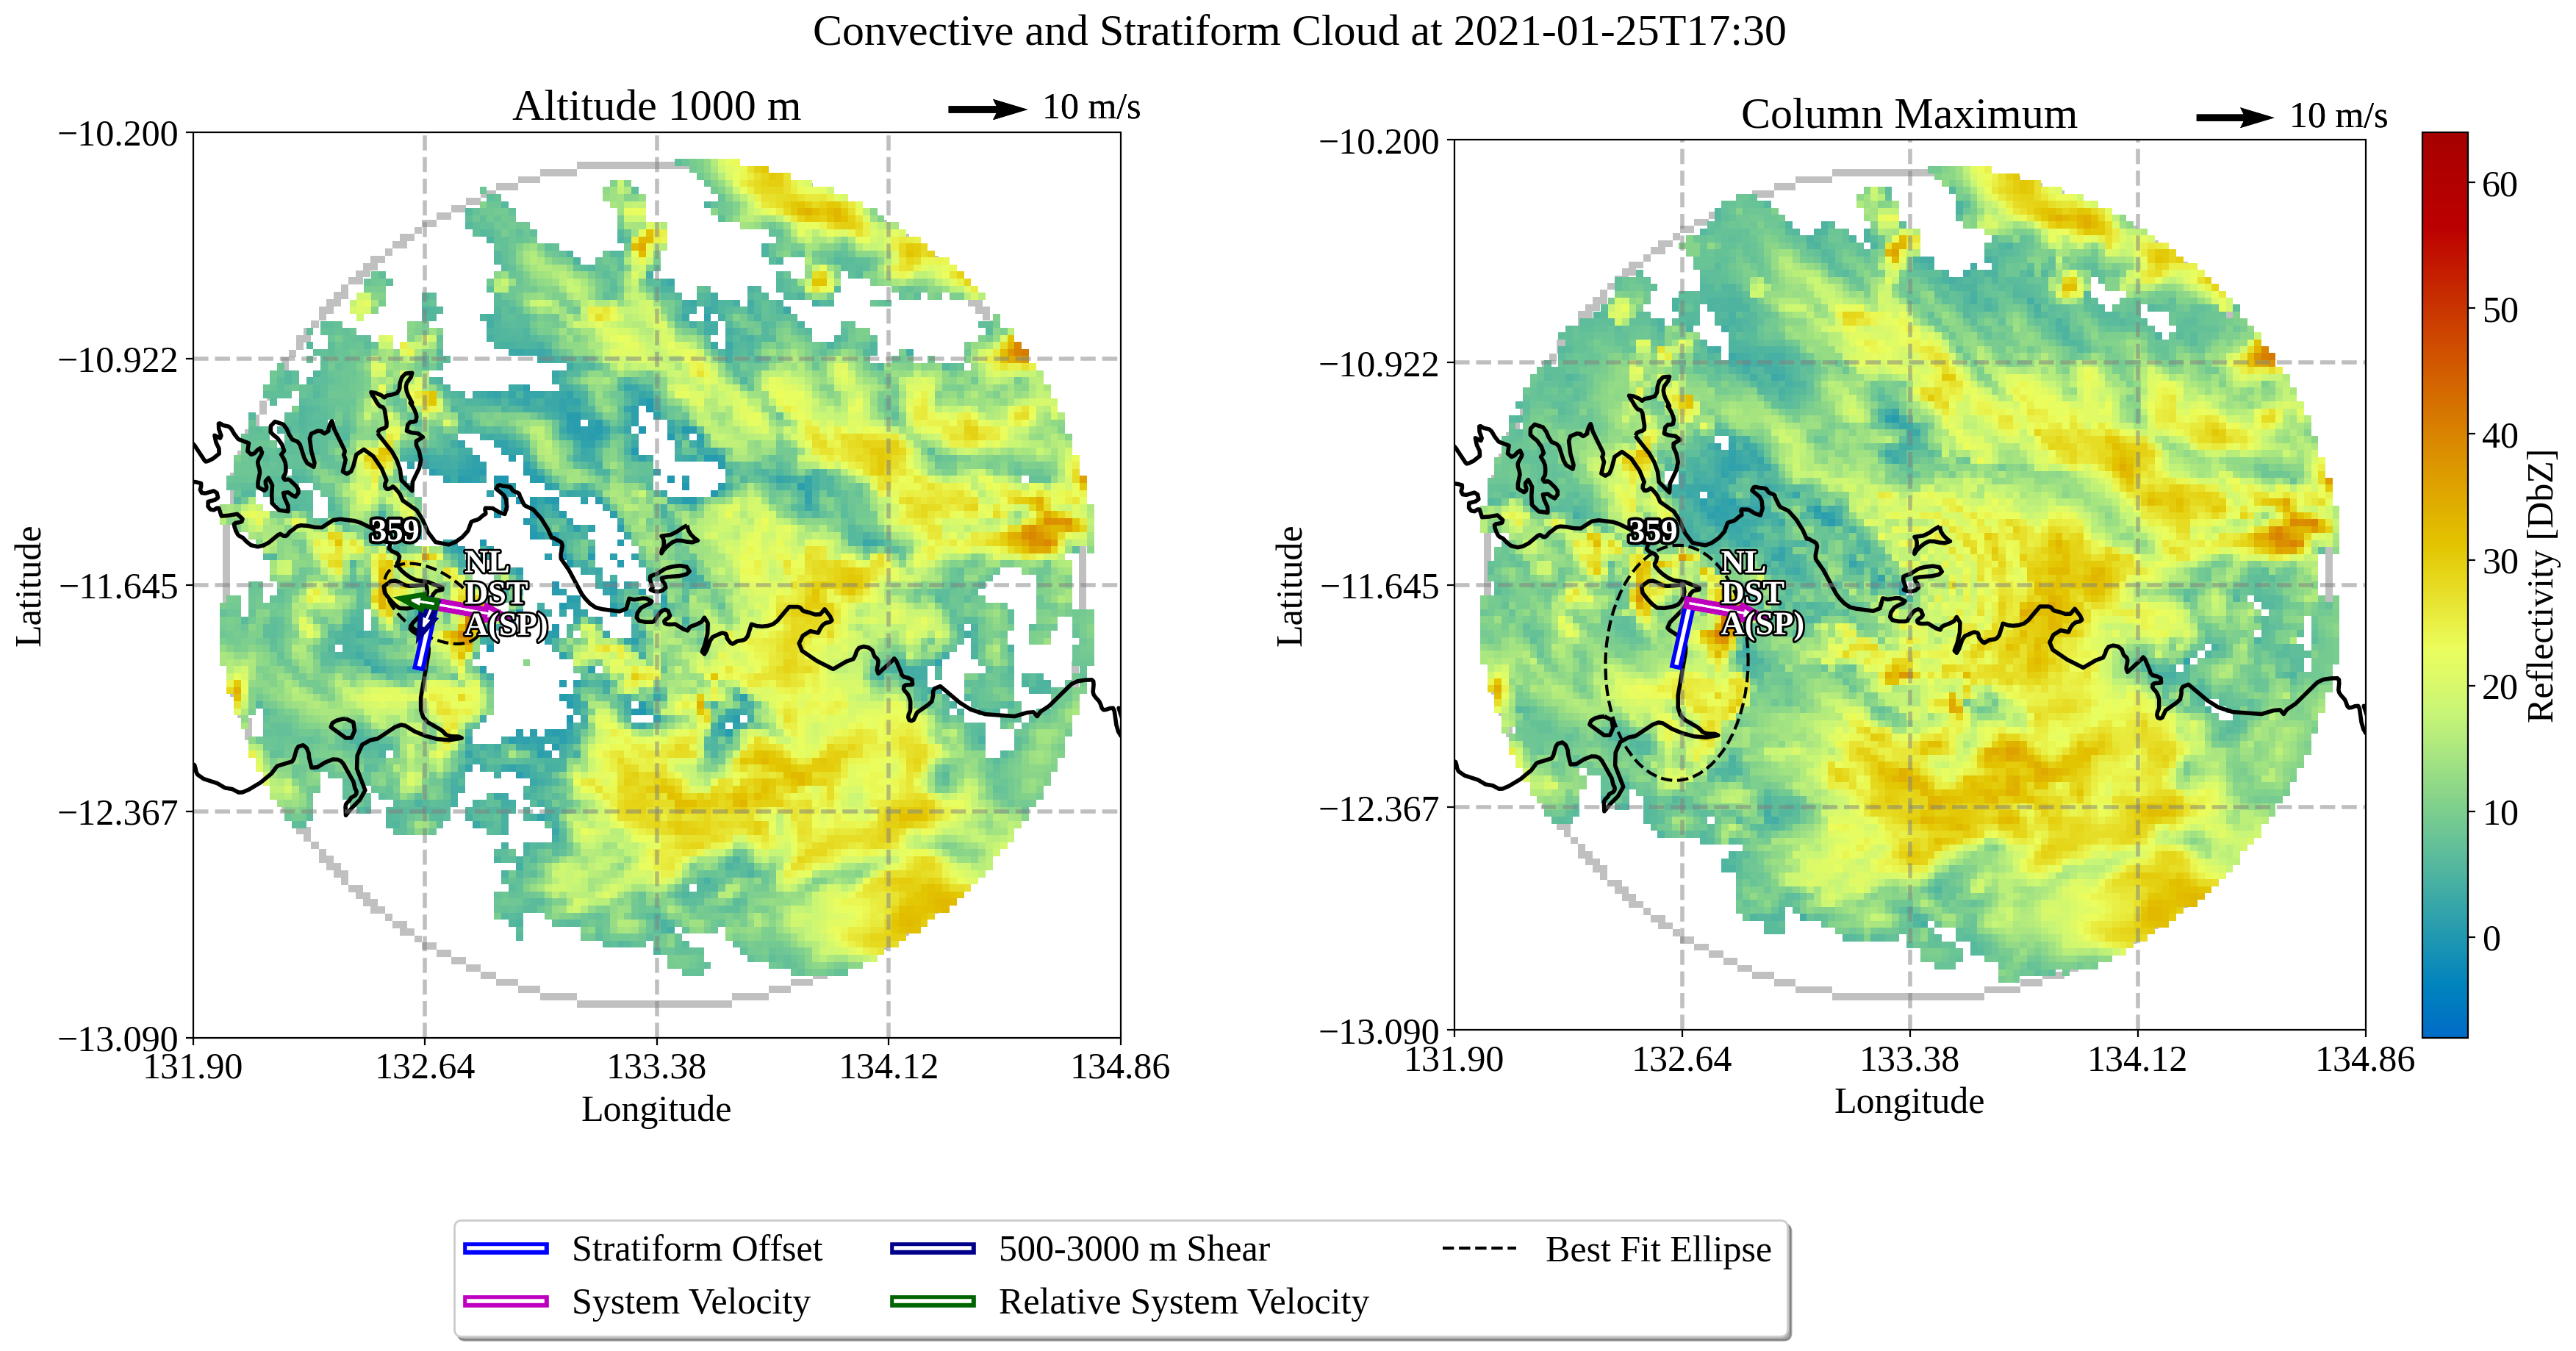 Convective and Stratiform Cloud at 2021-01-25T17:30
Altitude 1000 m
10 m/s
−10.200
−10.922
−11.645
−12.367
−13.090
Latitude
359
NL
DST
A(SP)
131.90
132.64
133.38
134.12
134.86
Longitude
Column Maximum
10 m/s
−10.200
−10.922
−11.645
−12.367
−13.090
Latitude
359
NL
DST
A(SP)
131.90
132.64
133.38
134.12
134.86
Longitude
60
50
40
30
20
10
0
Reflectivity [DbZ]
Stratiform Offset
System Velocity
500-3000 m Shear
Relative System Velocity
Best Fit Ellipse